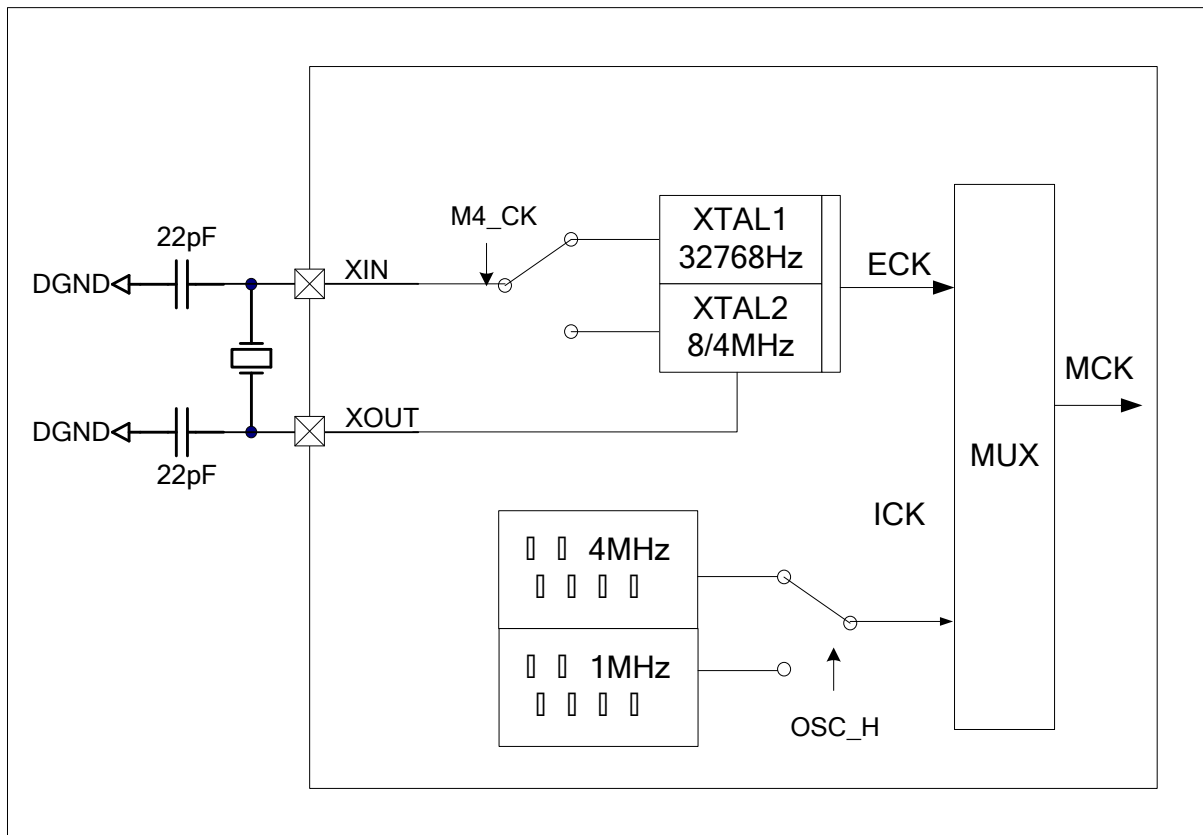 22pF
DGND
XIN
M4_CK
XTAL1
32768Hz
XTAL2
8/4MHz
ECK
MCK
DGND
XOUT
22pF
MUX
ICK
4MHz
1MHz
OSC_H